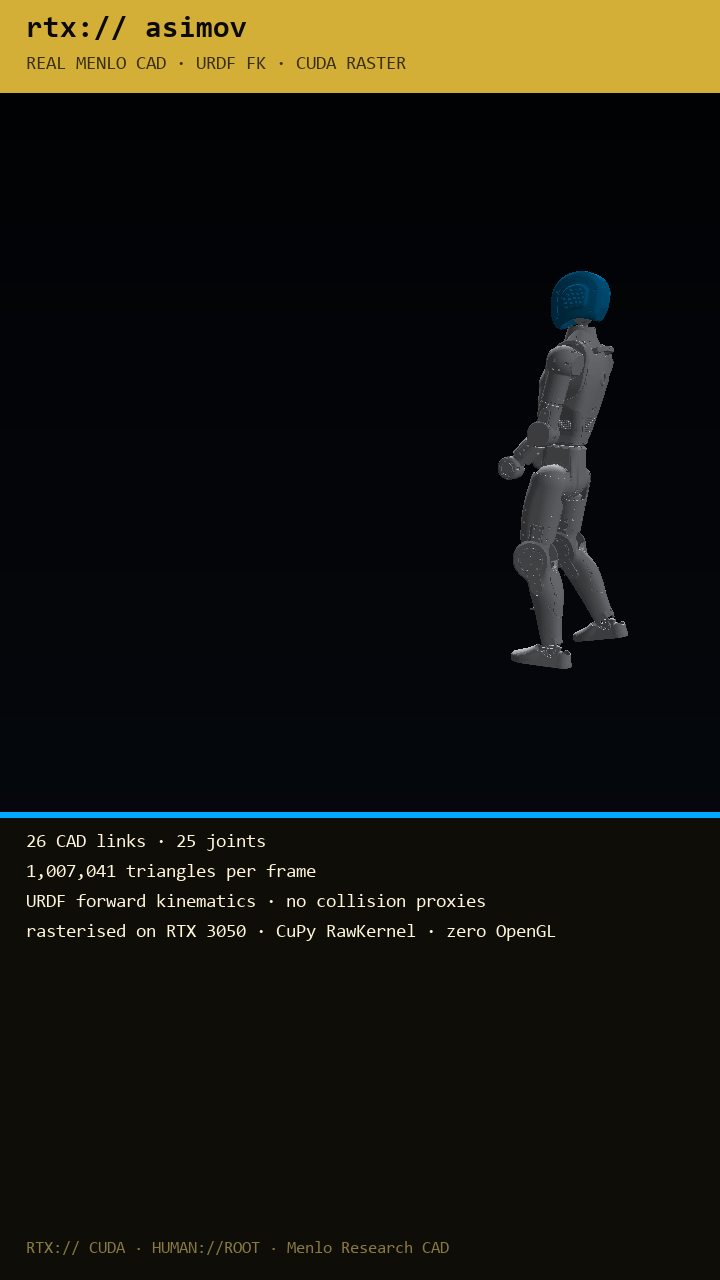 rtx:// asimov
REAL MENLO CAD · URDF FK · CUDA RASTER
26 CAD links · 25 joints
1,007,041 triangles per frame
URDF forward kinematics · no collision proxies
rasterised on RTX 3050 · CuPy RawKernel · zero OpenGL
RTX:// CUDA · HUMAN://ROOT · Menlo Research CAD